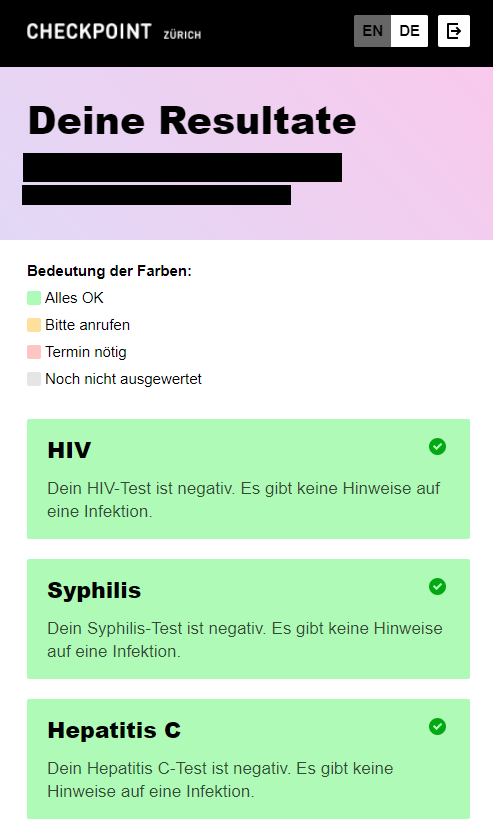 CHECKPOINT ZÜRICH
EN DE
Deine Resultate
Bedeutung der Farben:
Alles OK
Bitte anrufen
Termin nötig
Noch nicht ausgewertet
HIV
Dein HIV-Test ist negativ. Es gibt keine Hinweise auf
eine Infektion.
Syphilis
Dein Syphilis-Test ist negativ. Es gibt keine Hinweise
auf eine Infektion.
Hepatitis C
Dein Hepatitis C-Test ist negativ. Es gibt keine
Hinweise auf eine Infektion.